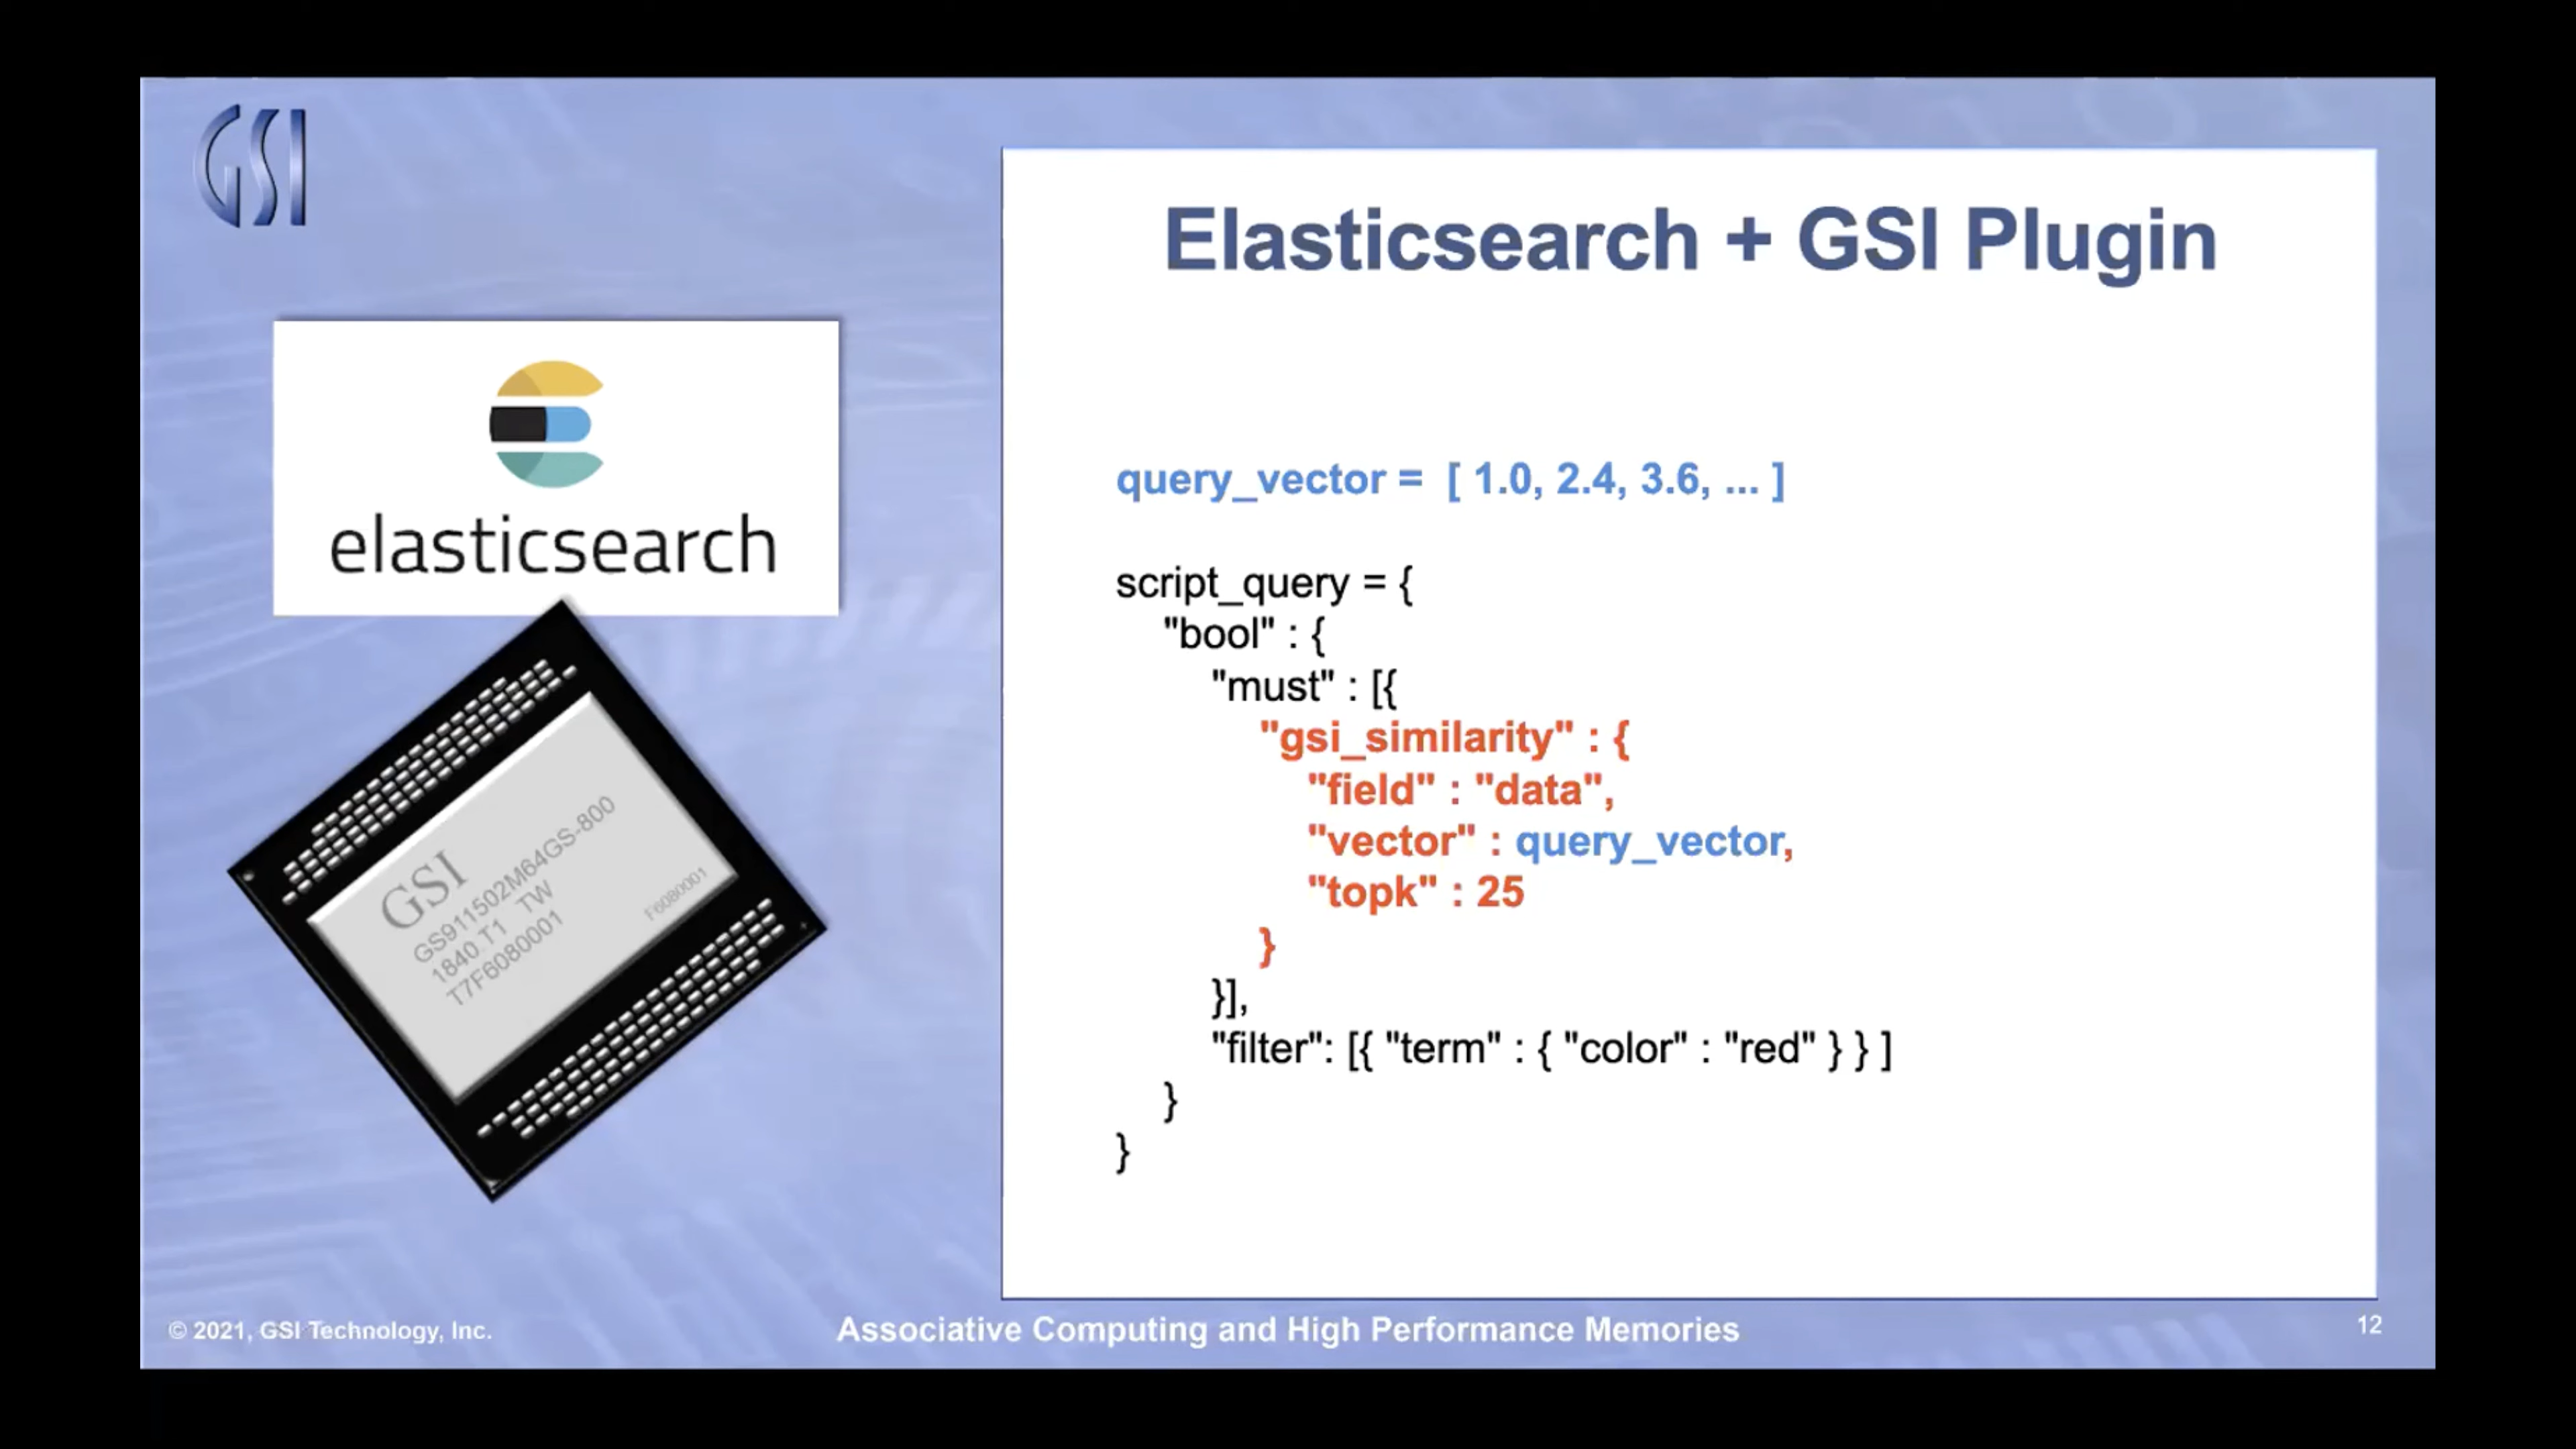 GSI
Elasticsearch + GSI Plugin
elasticsearch
GSI
GS911502M64GS-800
1840.T1 TW
T7F6080001
F6080001
query_vector = [ 1.0, 2.4, 3.6, ... ]
script_query = {
"bool" : {
"must" : [{
"gsi_similarity" : {
"field" : "data",
"vector" : query_vector,
"topk" : 25
}
}],
"filter": [{ "term" : { "color" : "red" } } ]
}
}
© 2021, GSI Technology, Inc.
Associative Computing and High Performance Memories
12